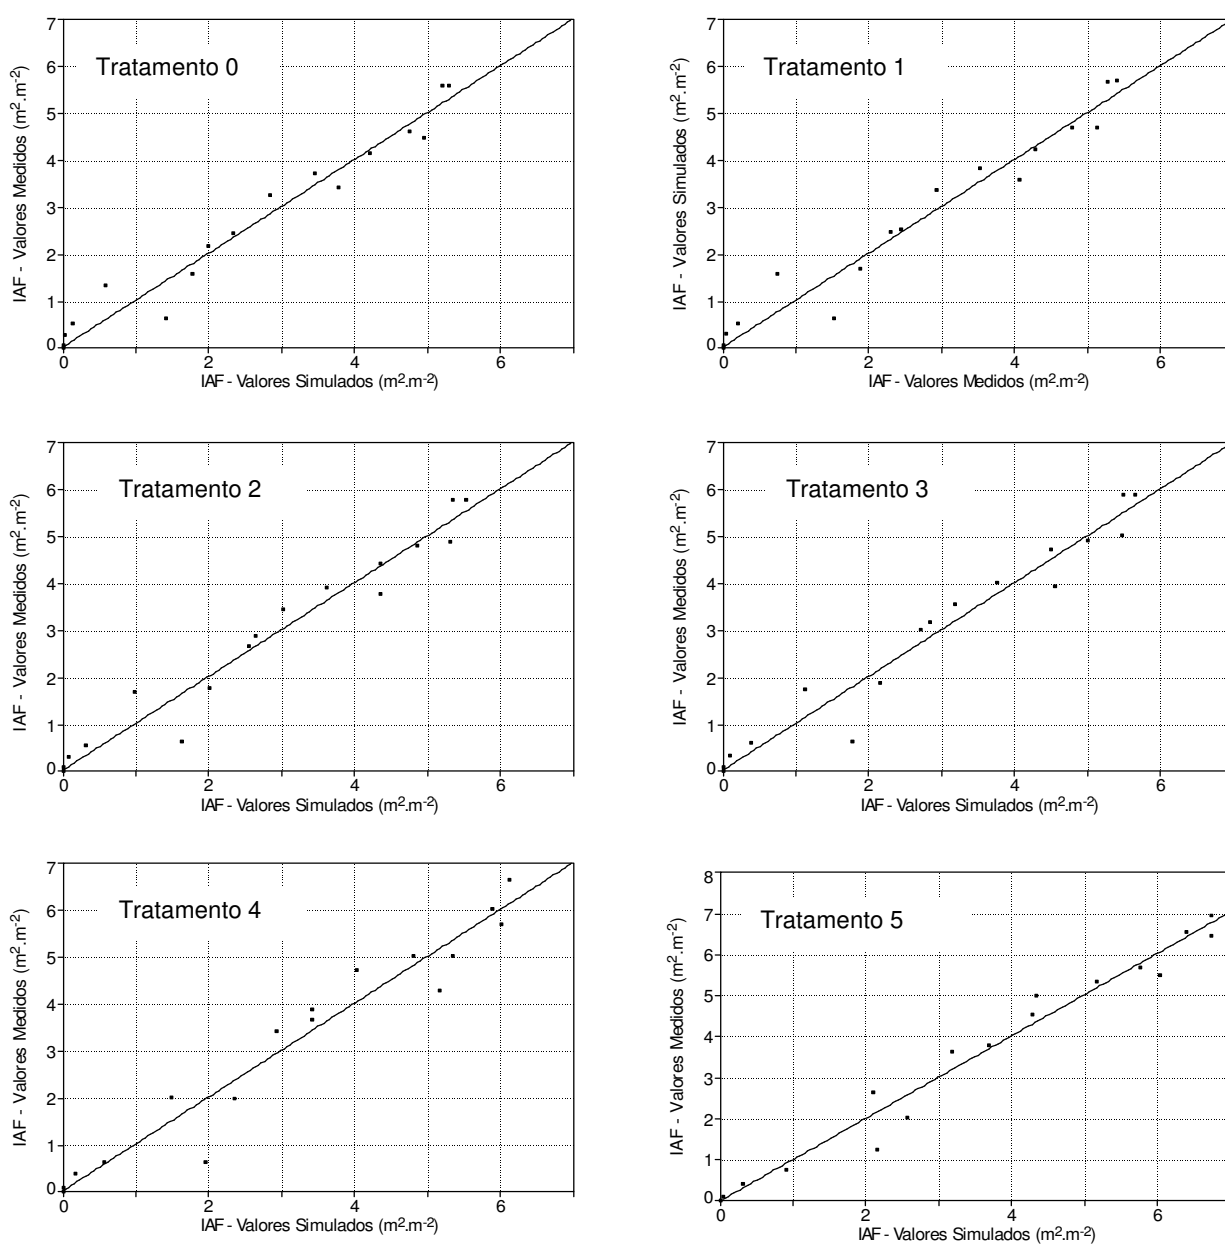 Tratamento 0
IAF - Valores Medidos (m².m⁻²)
7
6
5
4
3
2
1
0
0 2 4 6
IAF - Valores Simulados (m².m⁻²)
Tratamento 1
IAF - Valores Simulados (m².m⁻²)
7
6
5
4
3
2
1
0
0 2 4 6
IAF - Valores Medidos (m².m⁻²)
Tratamento 2
IAF - Valores Medidos (m².m⁻²)
7
6
5
4
3
2
1
0
0 2 4 6
IAF - Valores Simulados (m².m⁻²)
Tratamento 3
IAF - Valores Medidos (m².m⁻²)
7
6
5
4
3
2
1
0
0 2 4 6
IAF - Valores Simulados (m².m⁻²)
Tratamento 4
IAF - Valores Medidos (m².m⁻²)
7
6
5
4
3
2
1
0
0 2 4 6
IAF - Valores Simulados (m².m⁻²)
Tratamento 5
IAF - Valores Medidos (m².m⁻²)
8
7
6
5
4
3
2
1
0
0 2 4 6
IAF - Valores Simulados (m².m⁻²)